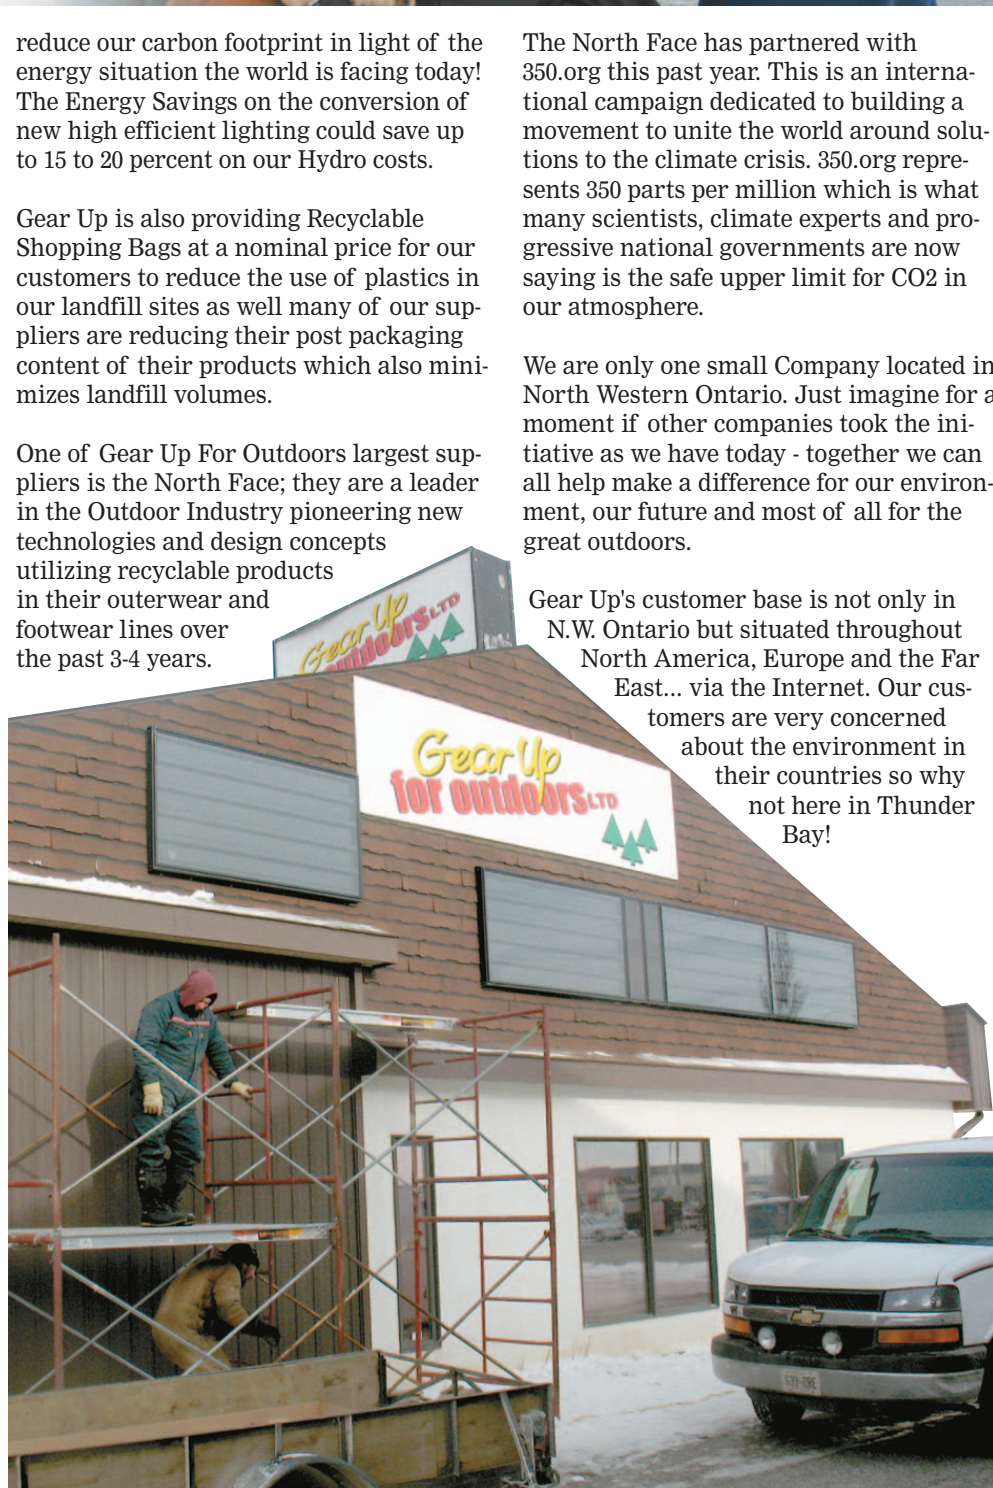 reduce our carbon footprint in light of the
energy situation the world is facing today!
The Energy Savings on the conversion of
new high efficient lighting could save up
to 15 to 20 percent on our Hydro costs.
Gear Up is also providing Recyclable
Shopping Bags at a nominal price for our
customers to reduce the use of plastics in
our landfill sites as well many of our sup-
pliers are reducing their post packaging
content of their products which also mini-
mizes landfill volumes.
One of Gear Up For Outdoors largest sup-
pliers is the North Face; they are a leader
in the Outdoor Industry pioneering new
technologies and design concepts
utilizing recyclable products
in their outerwear and
footwear lines over
the past 3-4 years.
The North Face has partnered with
350.org this past year. This is an interna-
tional campaign dedicated to building a
movement to unite the world around solu-
tions to the climate crisis. 350.org repre-
sents 350 parts per million which is what
many scientists, climate experts and pro-
gressive national governments are now
saying is the safe upper limit for CO2 in
our atmosphere.
We are only one small Company located in
North Western Ontario. Just imagine for a
moment if other companies took the ini-
tiative as we have today - together we can
all help make a difference for our environ-
ment, our future and most of all for the
great outdoors.
Gear Up's customer base is not only in
N.W. Ontario but situated throughout
North America, Europe and the Far
East... via the Internet. Our cus-
tomers are very concerned
about the environment in
their countries so why
not here in Thunder
Bay!
Gear Up
outdoors LTD
Gear Up
for outdoors LTD